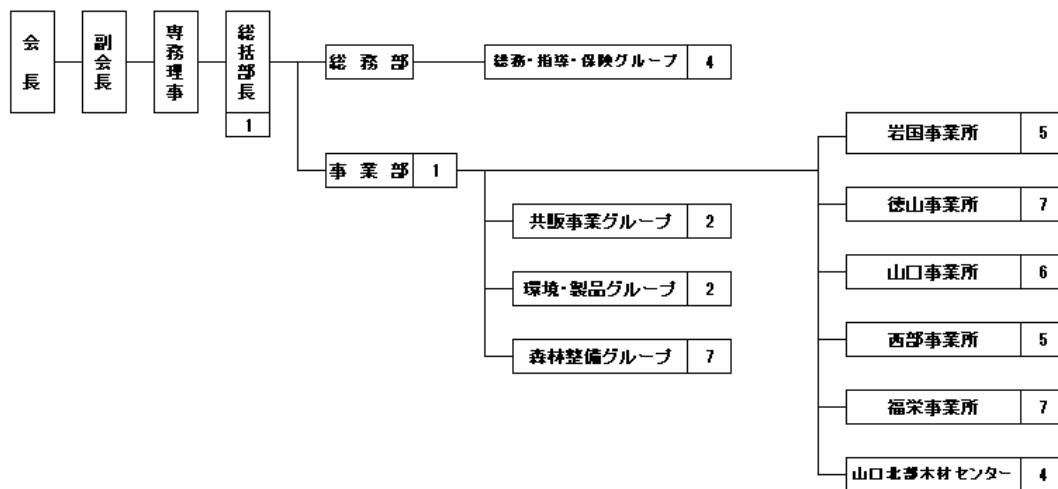 会長
副会長
専務理事
総括部長
1
総務部
総務・指導・保険グループ 4
事業部 1
共販事業グループ 2
環境・製品グループ 2
森林整備グループ 7
岩国事業所 5
徳山事業所 7
山口事業所 6
西部事業所 5
福栄事業所 7
山口北部木材センター 4